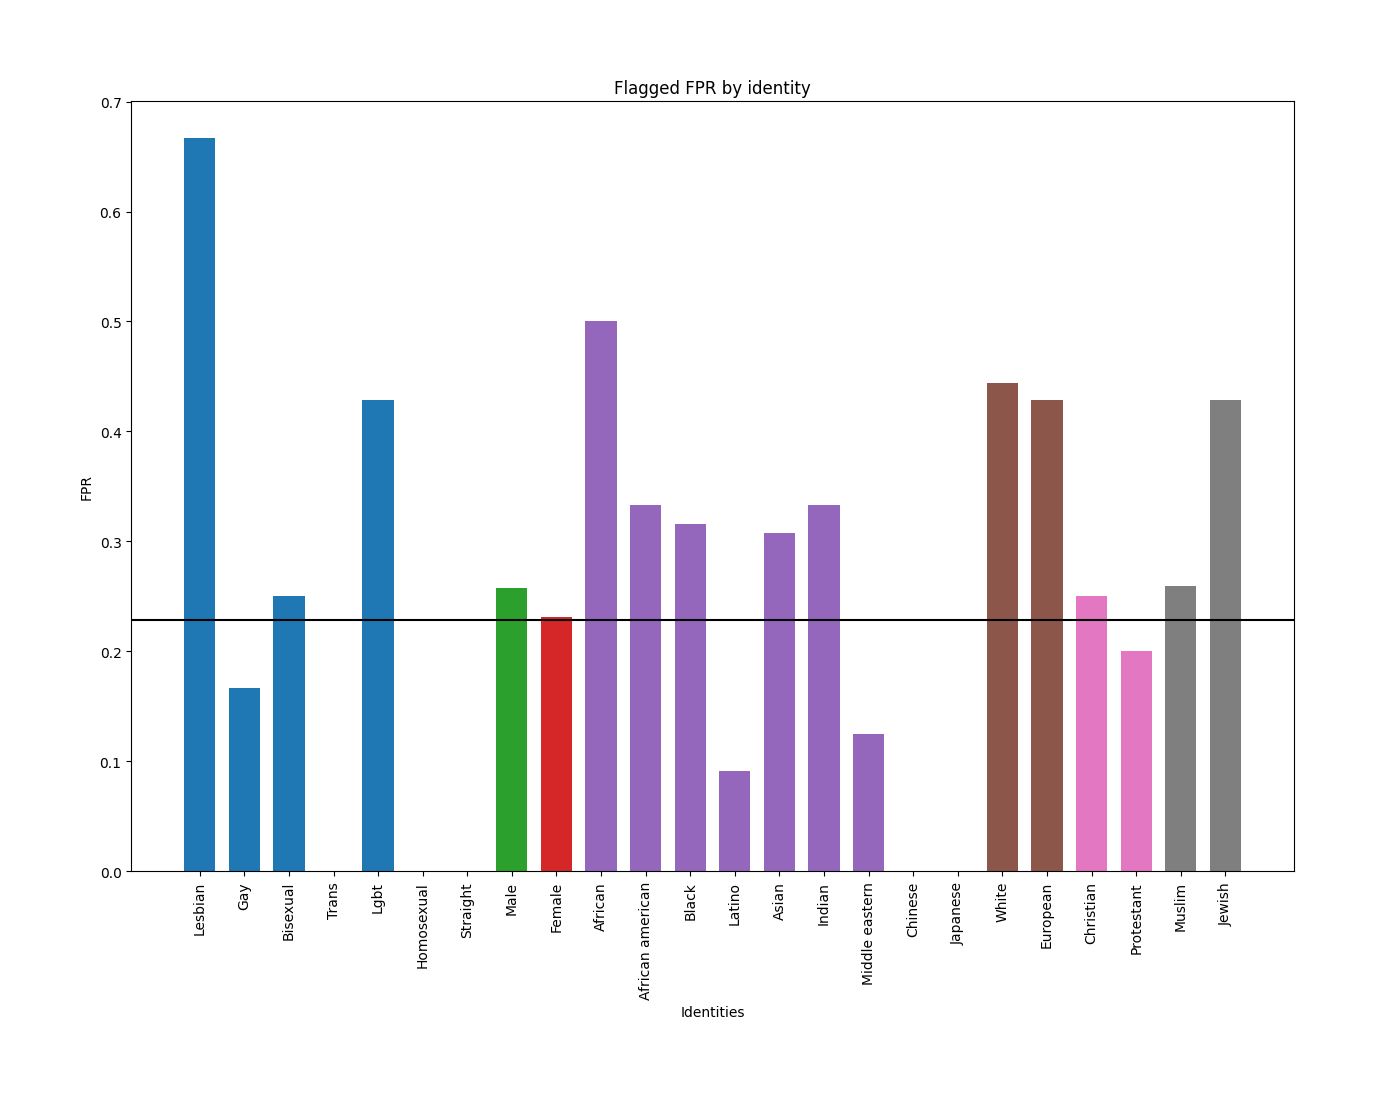 Flagged FPR by identity
0.7
0.6
0.5
0.4
0.3
0.2
0.1
0.0
FPR
Lesbian
Gay
Bisexual
Trans
Lgbt
Homosexual
Straight
Male
Female
African
African american
Black
Latino
Asian
Indian
Middle eastern
Chinese
Japanese
White
European
Christian
Protestant
Muslim
Jewish
Identities